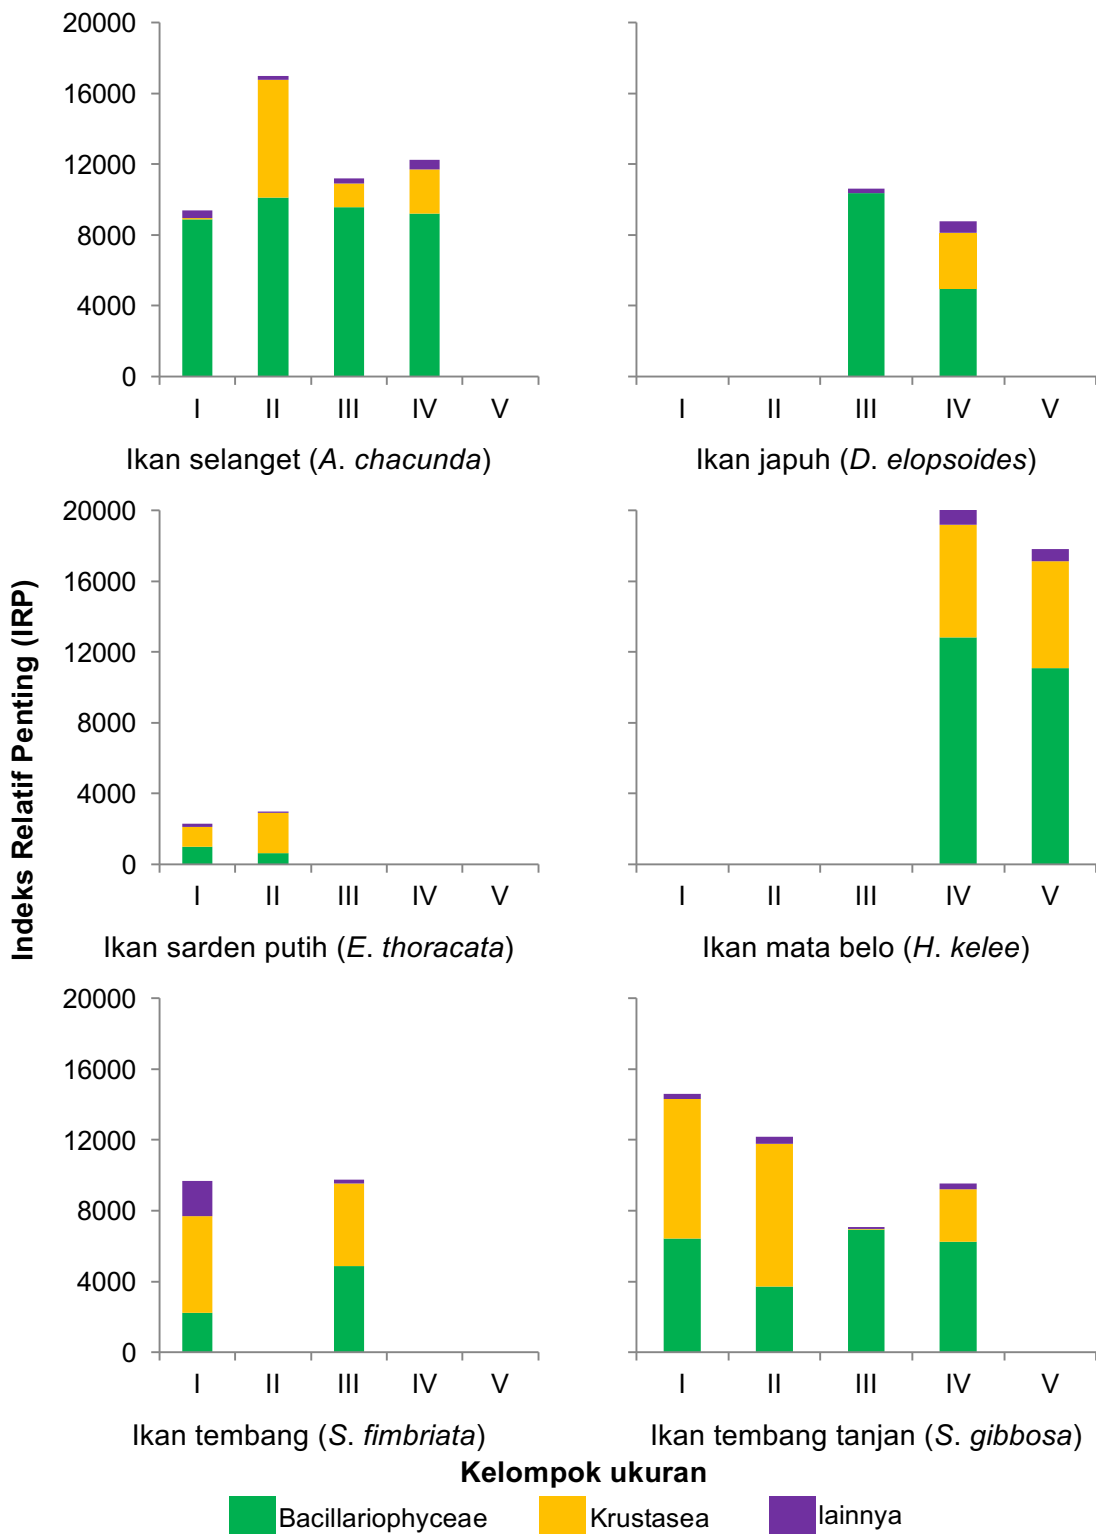 20000
16000
12000
8000
4000
0
I II III IV V
Ikan selanget (A. chacunda)
I II III IV V
Ikan japuh (D. elopsoides)
Indeks Relatif Penting (IRP)
20000
16000
12000
8000
4000
0
I II III IV V
Ikan sarden putih (E. thoracata)
I II III IV V
Ikan mata belo (H. kelee)
20000
16000
12000
8000
4000
0
I II III IV V
Ikan tembang (S. fimbriata)
I II III IV V
Ikan tembang tanjan (S. gibbosa)
Kelompok ukuran
Bacillariophyceae Krustasea lainnya